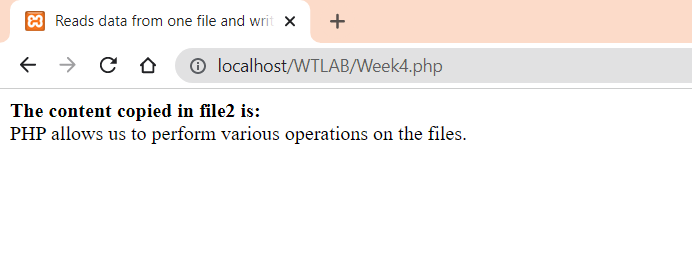 Reads data from one file and writ
localhost/WTLAB/Week4.php
The content copied in file2 is:
PHP allows us to perform various operations on the files.